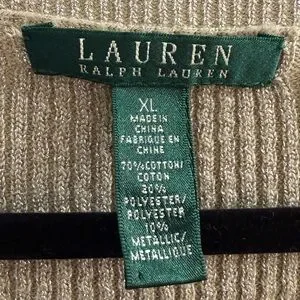 LAUREN
RALPH LAUREN
XL
MADE IN
CHINA
FABRIQUE EN
CHINE
70% COTTON/
COTON
20%
POLYESTER/
POLYESTER
10%
METALLIC/
METALLIQUE